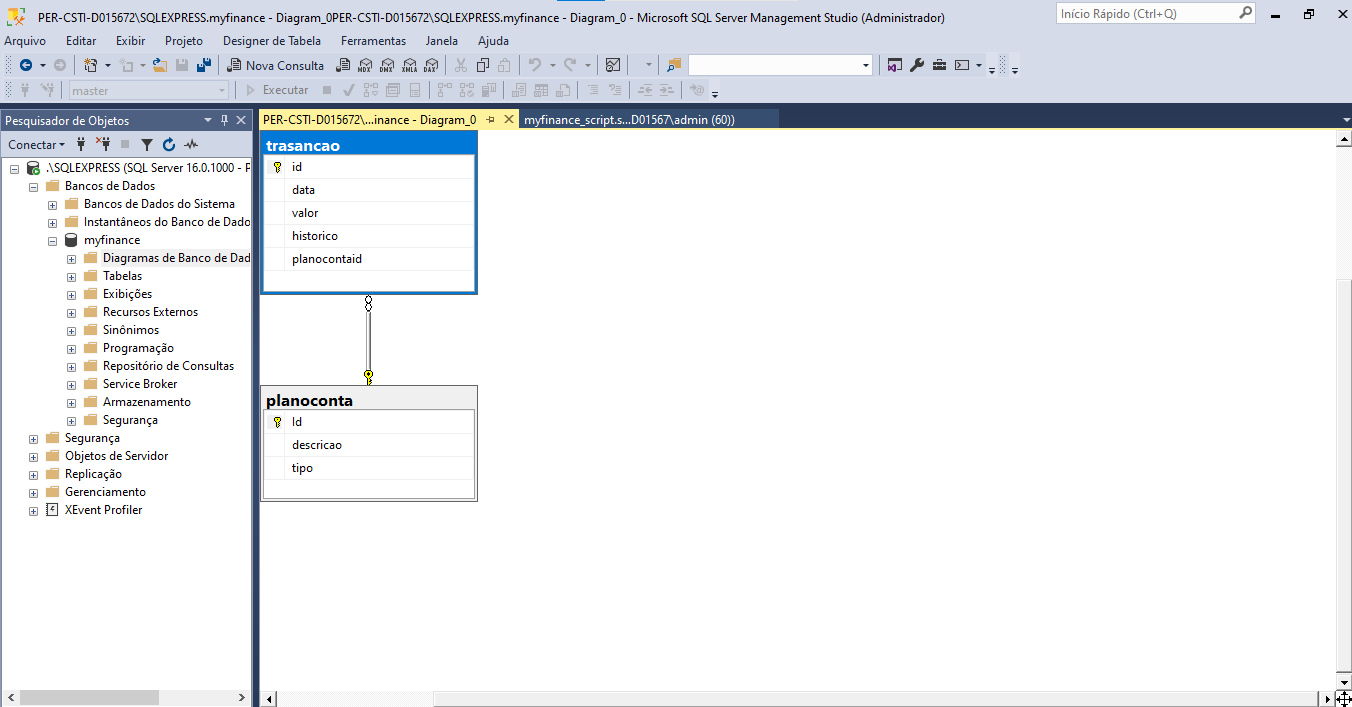 PER-CSTI-D015672\SQLEXPRESS.myfinance - Diagram_0PER-CSTI-D015672\SQLEXPRESS.myfinance - Diagram_0 - Microsoft SQL Server Management Studio (Administrador)
Início Rápido (Ctrl+Q)
Arquivo Editar Exibir Projeto Designer de Tabela Ferramentas Janela Ajuda
Nova Consulta MDX DMX XMLA DAX
master Executar
Pesquisador de Objetos
Conectar
.\SQLEXPRESS (SQL Server 16.0.1000 - P
Bancos de Dados
Bancos de Dados do Sistema
Instantâneos do Banco de Dado
myfinance
Diagramas de Banco de Dad
Tabelas
Exibições
Recursos Externos
Sinônimos
Programação
Repositório de Consultas
Service Broker
Armazenamento
Segurança
Segurança
Objetos de Servidor
Replicação
Gerenciamento
XEvent Profiler
PER-CSTI-D015672\...inance - Diagram_0
myfinance_script.s...D01567\admin (60))
trasancao
id
data
valor
historico
planocontaid
planoconta
Id
descricao
tipo